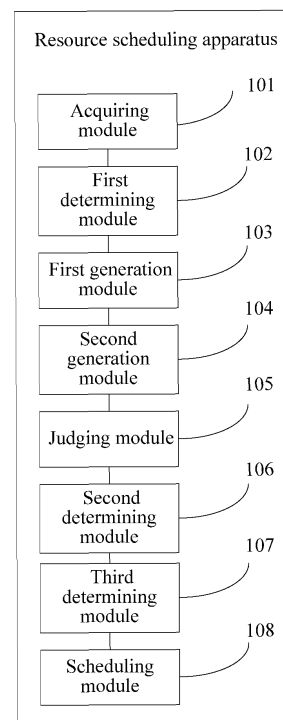 Resource scheduling apparatus
101
Acquiring
module
102
First
determining
module
103
First generation
module
104
Second
generation
module
105
Judging module
106
Second
determining
module
107
Third
determining
module
108
Scheduling
module